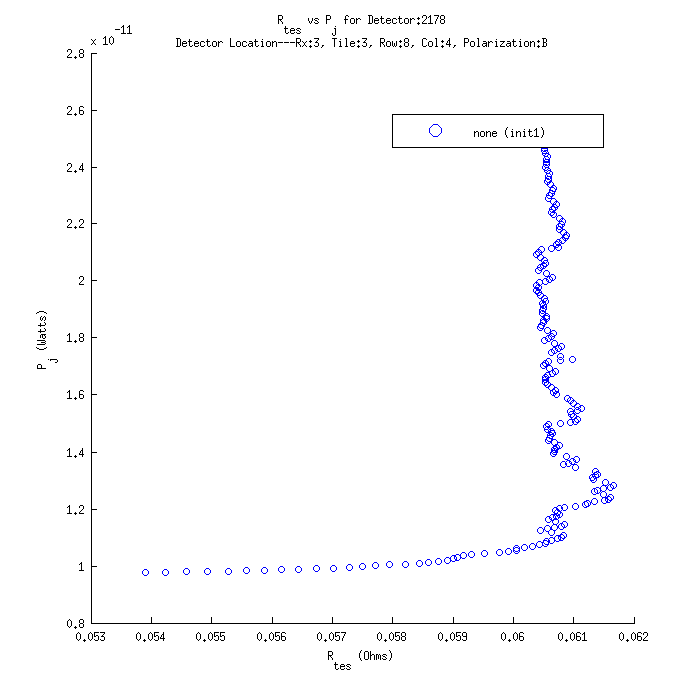 R_tes vs P_j for Detector:2178
Detector Location---Rx:3, Tile:3, Row:8, Col:4, Polarization:B
x 10^-11
none (init1)
2.8
2.6
2.4
2.2
2
1.8
1.6
1.4
1.2
1
0.8
P_j (Watts)
0.053 0.054 0.055 0.056 0.057 0.058 0.059 0.06 0.061 0.062
R_tes (Ohms)